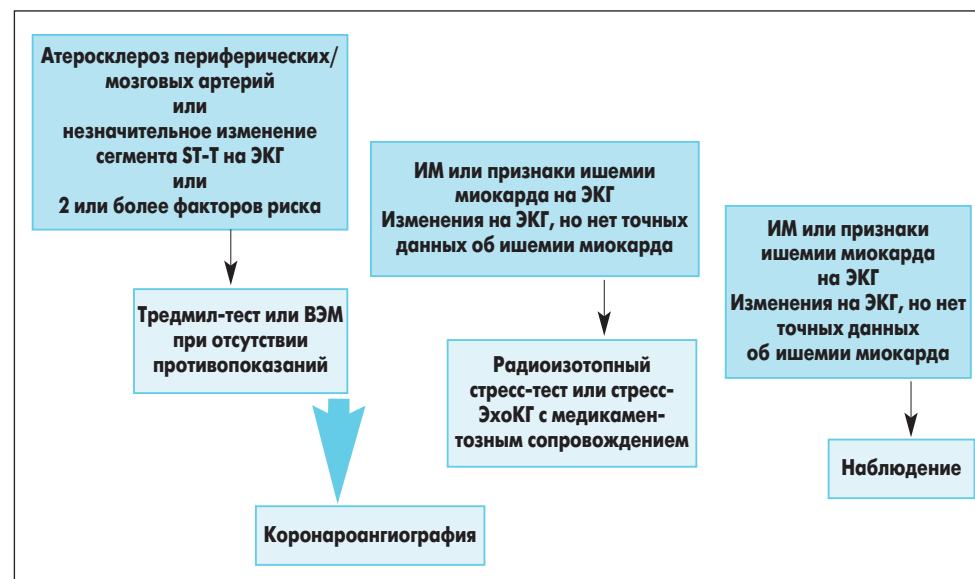 Атеросклероз периферических/
мозговых артерий
или
незначительное изменение
сегмента ST-T на ЭКГ
или
2 или более факторов риска
Тредмил-тест или ВЭМ
при отсутствии
противопоказаний
Коронароангиография
ИМ или признаки ишемии
миокарда на ЭКГ
Изменения на ЭКГ, но нет точных
данных об ишемии миокарда
Радиоизотопный
стресс-тест или стресс-
ЭхоКГ с медикамен-
тозным сопровождением
ИМ или признаки
ишемии миокарда
на ЭКГ
Изменения на ЭКГ, но нет
точных данных
об ишемии миокарда
Наблюдение